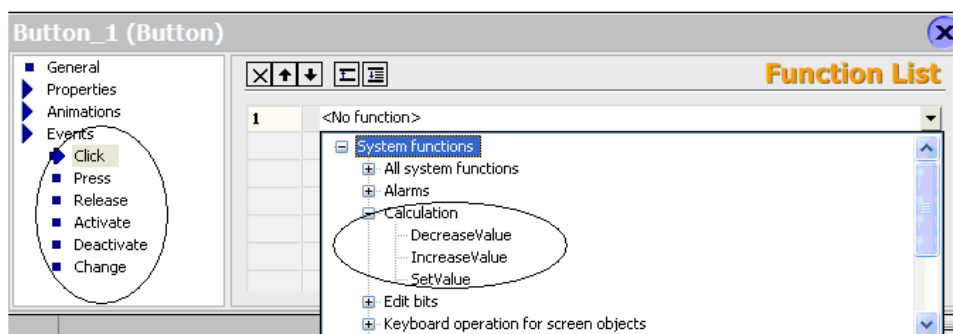 Button_1 (Button)
General
Properties
Animations
Events
Click
Press
Release
Activate
Deactivate
Change
Function List
1 <No function>
System functions
All system functions
Alarms
Calculation
DecreaseValue
IncreaseValue
SetValue
Edit bits
Keyboard operation for screen objects